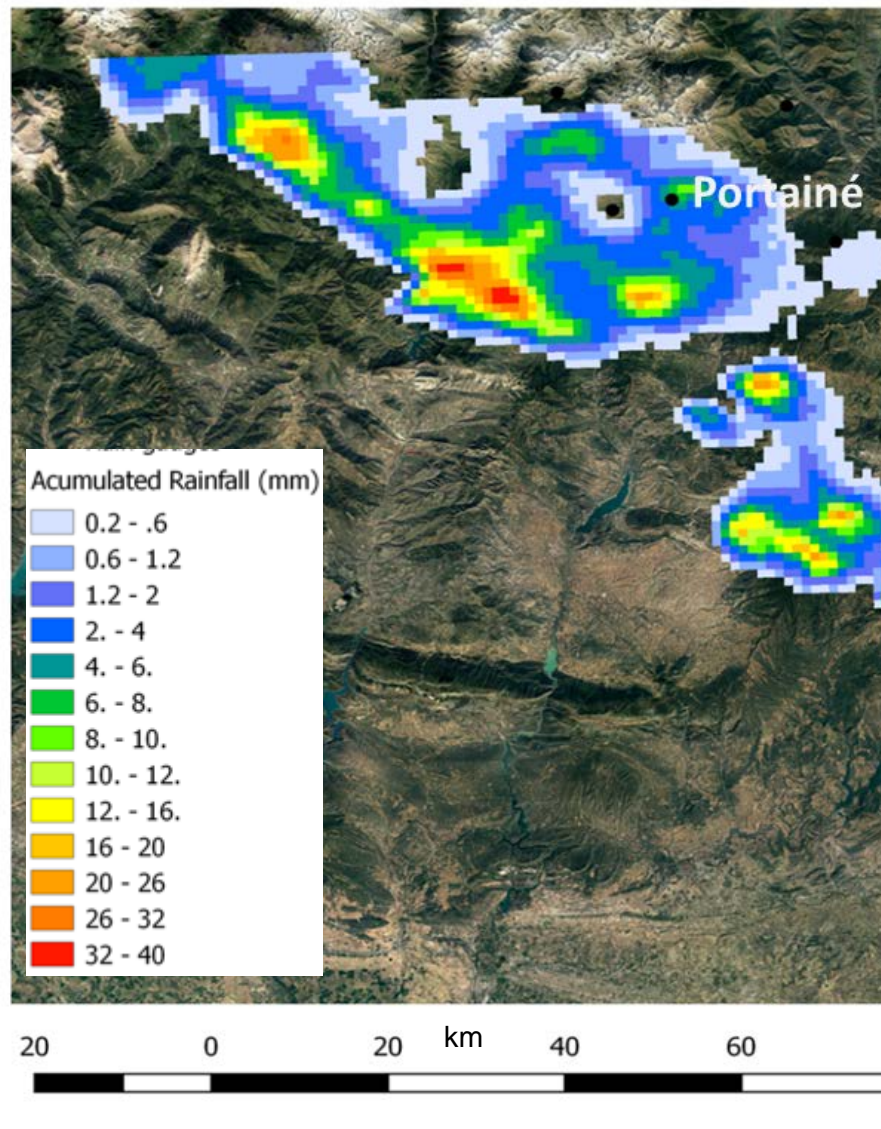 Portainé
Acumulated Rainfall (mm)
0.2 - .6
0.6 - 1.2
1.2 - 2
2. - 4
4. - 6.
6. - 8.
8. - 10.
10. - 12.
12. - 16.
16 - 20
20 - 26
26 - 32
32 - 40
20 0 20 km 40 60